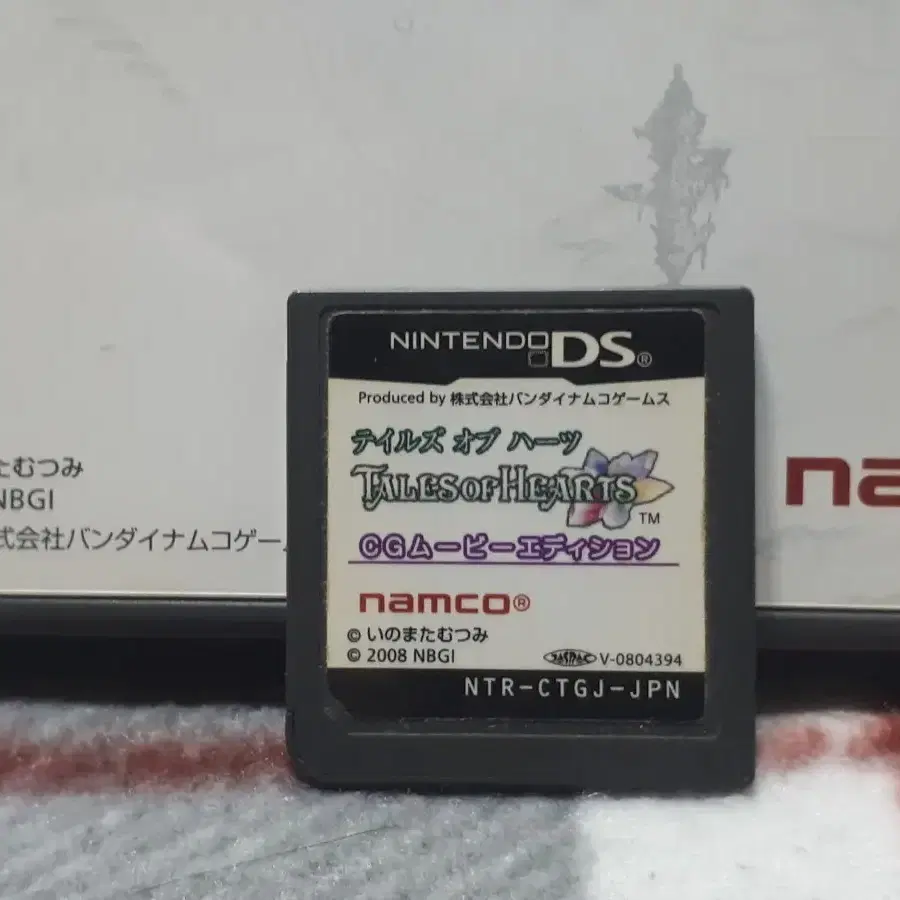 NINTENDO DS®
Produced by 株式会社バンダイナムコゲームス
テイルズ オブ ハーツ
TALES OF HEARTS
TM
CGムービーエディション
namco®
© いのまたむつみ
© 2008 NBGI
JASRAC V-0804394
NTR-CTGJ-JPN
たむつみ
NBGI
式会社バンダイナムコゲー
na